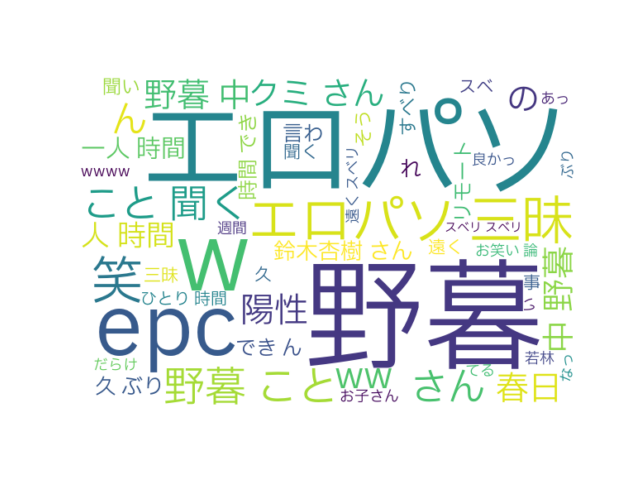 聞い
野暮 中
クミ さん
スベ
あっ
すべり
の
エロパソ
ん
でき
言わ
聞く
そう
一人 時間
れ
良かっ
ぶり
wwww
時間
リモート
こと 聞く
遠く スベリ
エロパソ 三昧
人 時間
週間
スベリ スベリ
w
鈴木杏樹 さん
遠く
お笑い 論
野暮
笑
三昧
久
中 野暮
事
ひとり 時間
epc
陽性
でき ん
若林
だらけ
久 ぶり
野暮 こと
ww
さん
てる
春日
なっ
お子さん